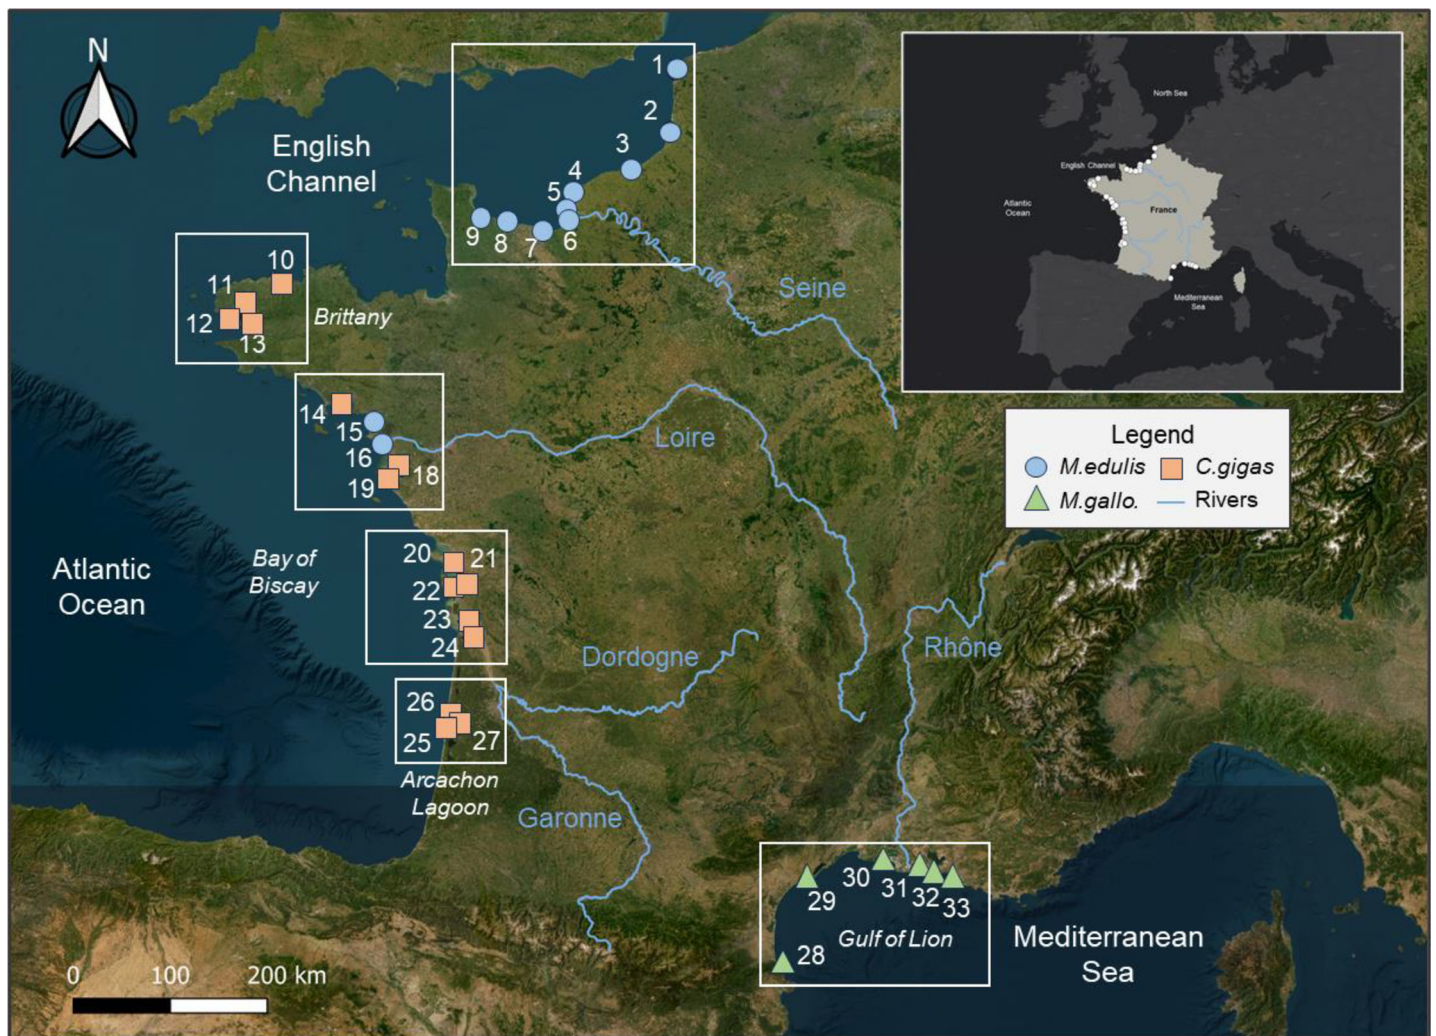 N
English
Channel
1
2
3
4
5
6
7
8
9
10
11
12
13
Brittany
Seine
14
15
16
18
19
Loire
20
21
22
23
24
Bay of
Biscay
Atlantic
Ocean
Dordogne
Rhône
26
25
27
Arcachon
Lagoon
Garonne
30
31
32
33
29
28
Gulf of Lion
Mediterranean
Sea
0 100 200 km
North Sea
English Channel
Atlantic
Ocean
France
Mediterranean
Sea
Legend
M.edulis C.gigas
M.gallo. Rivers